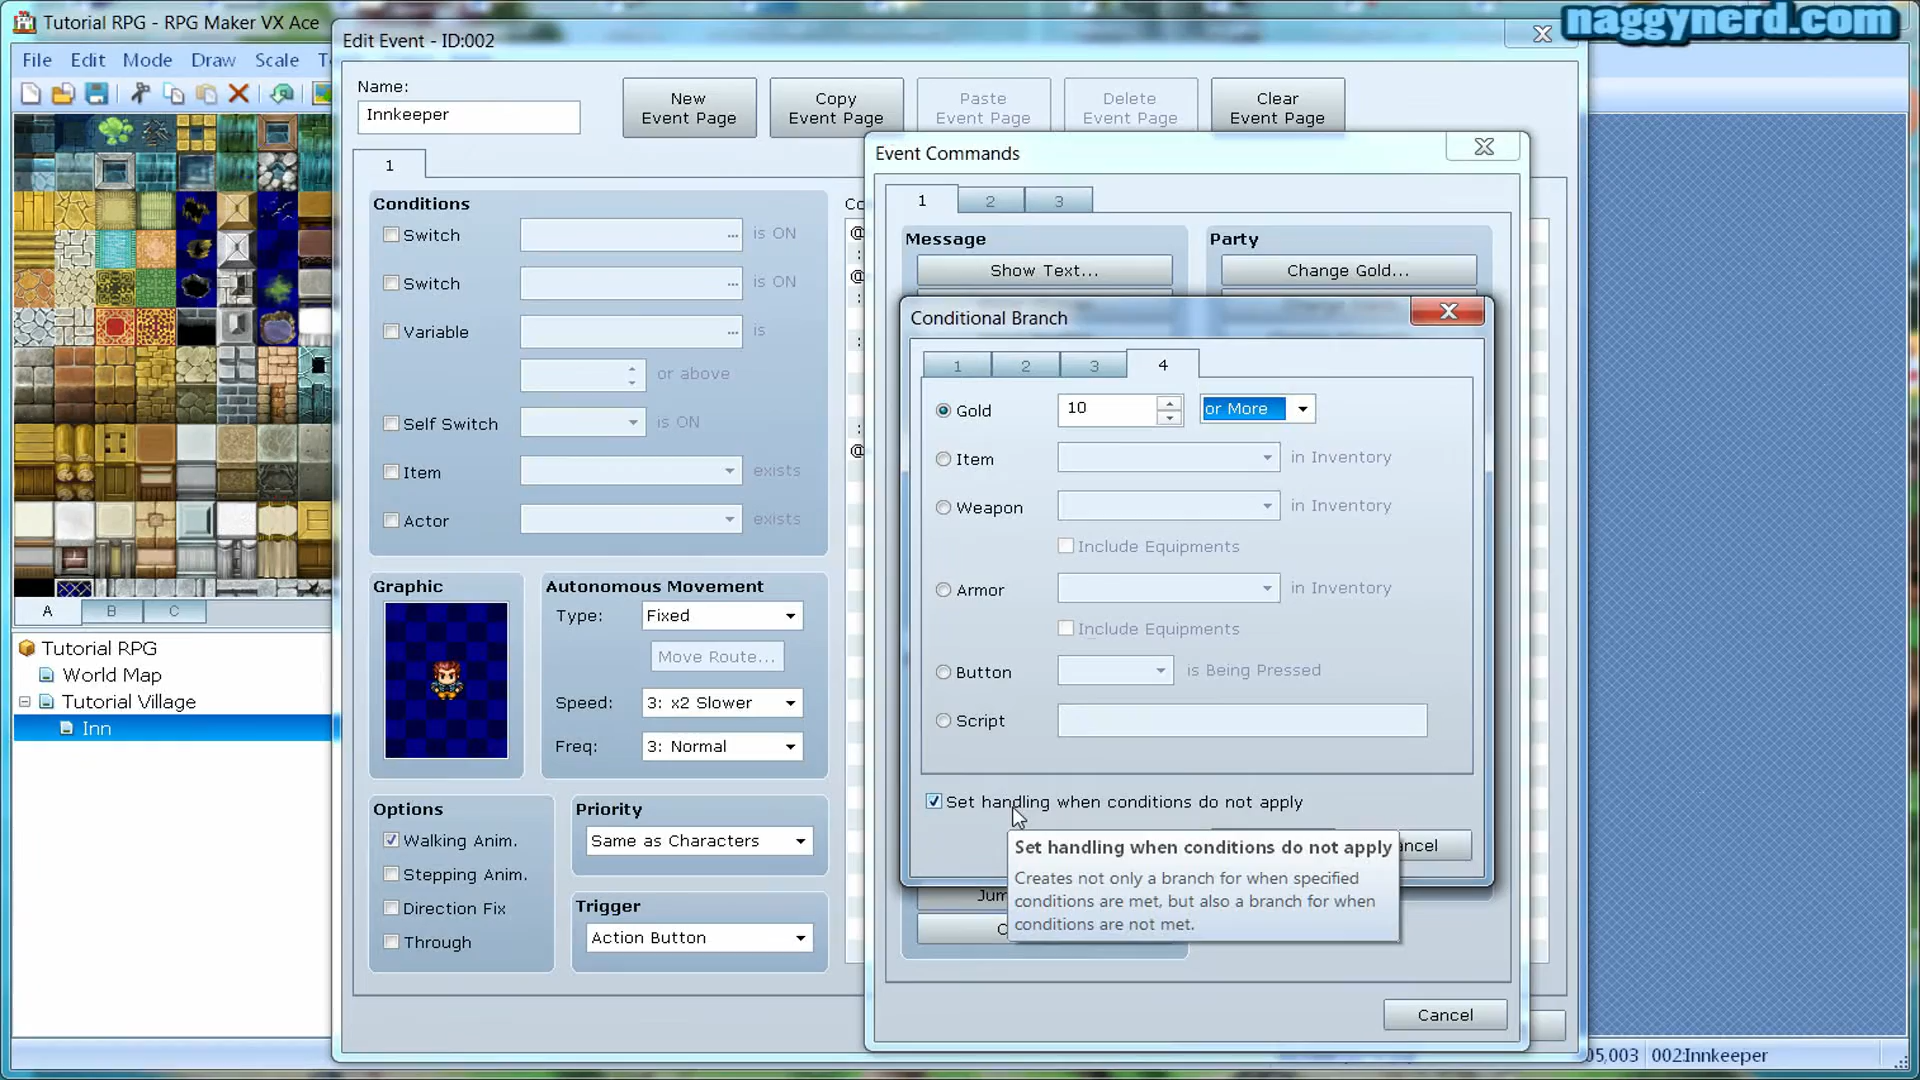 Tutorial RPG - RPG Maker VX Ace
naggynerd.com
File Edit Mode Draw Scale
Edit Event - ID:002
Name:
Innkeeper
New Event Page
Copy Event Page
Paste Event Page
Delete Event Page
Clear Event Page
1
Conditions
Switch ... is ON
Switch ... is ON
Variable ... is
or above
Self Switch is ON
Item exists
Actor exists
Graphic
Autonomous Movement
Type: Fixed
Move Route...
Speed: 3: x2 Slower
Freq: 3: Normal
Options
Walking Anim.
Stepping Anim.
Direction Fix
Through
Priority
Same as Characters
Trigger
Action Button
Event Commands
1 2 3
Message
Show Text...
Party
Change Gold...
Conditional Branch
1 2 3 4
Gold 10 or More
Item in Inventory
Weapon in Inventory
Include Equipments
Armor in Inventory
Include Equipments
Button is Being Pressed
Script
Set handling when conditions do not apply
Set handling when conditions do not apply
Creates not only a branch for when specified
conditions are met, but also a branch for when
conditions are not met.
Cancel
A B C
Tutorial RPG
World Map
Tutorial Village
Inn
002:Innkeeper